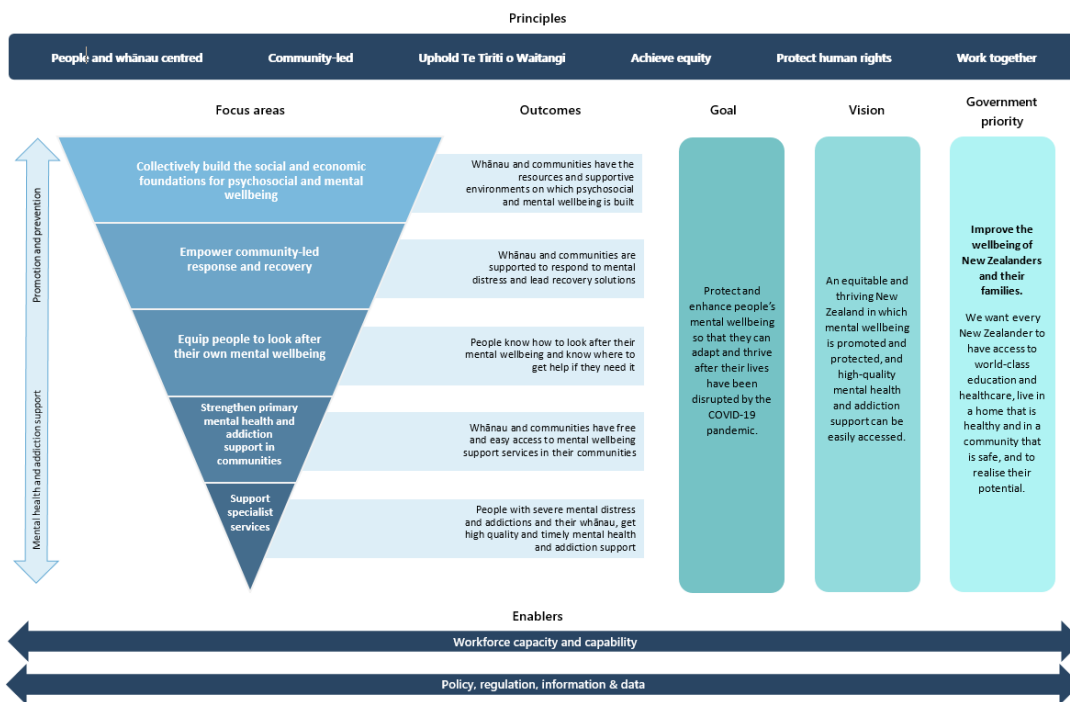 Principles
People and whānau centred
Community-led
Uphold Te Tiriti o Waitangi
Achieve equity
Protect human rights
Work together
Focus areas
Outcomes
Goal
Vision
Government
priority
Promotion and prevention
Mental health and addiction support
Collectively build the social and economic
foundations for psychosocial and mental
wellbeing
Whānau and communities have the
resources and supportive
environments on which psychosocial
and mental wellbeing is built
Empower community-led
response and recovery
Whānau and communities are
supported to respond to mental
distress and lead recovery solutions
Equip people to look after
their own mental wellbeing
People know how to look after their
mental wellbeing and know where to
get help if they need it
Strengthen primary
mental health and
addiction
support in
communities
Whānau and communities have free
and easy access to mental wellbeing
support services in their communities
Support
specialist
services
People with severe mental distress
and addictions and their whānau, get
high quality and timely mental health
and addiction support
Protect and
enhance people's
mental wellbeing
so that they can
adapt and thrive
after their lives
have been
disrupted by the
COVID-19
pandemic.
An equitable and
thriving New
Zealand in which
mental wellbeing
is promoted and
protected, and
high-quality
mental health
and addiction
support can be
easily accessed.
Improve the
wellbeing of
New Zealanders
and their
families.
We want every
New Zealander to
have access to
world-class
education and
healthcare, live in
a home that is
healthy and in a
community that
is safe, and to
realise their
potential.
Enablers
Workforce capacity and capability
Policy, regulation, information & data